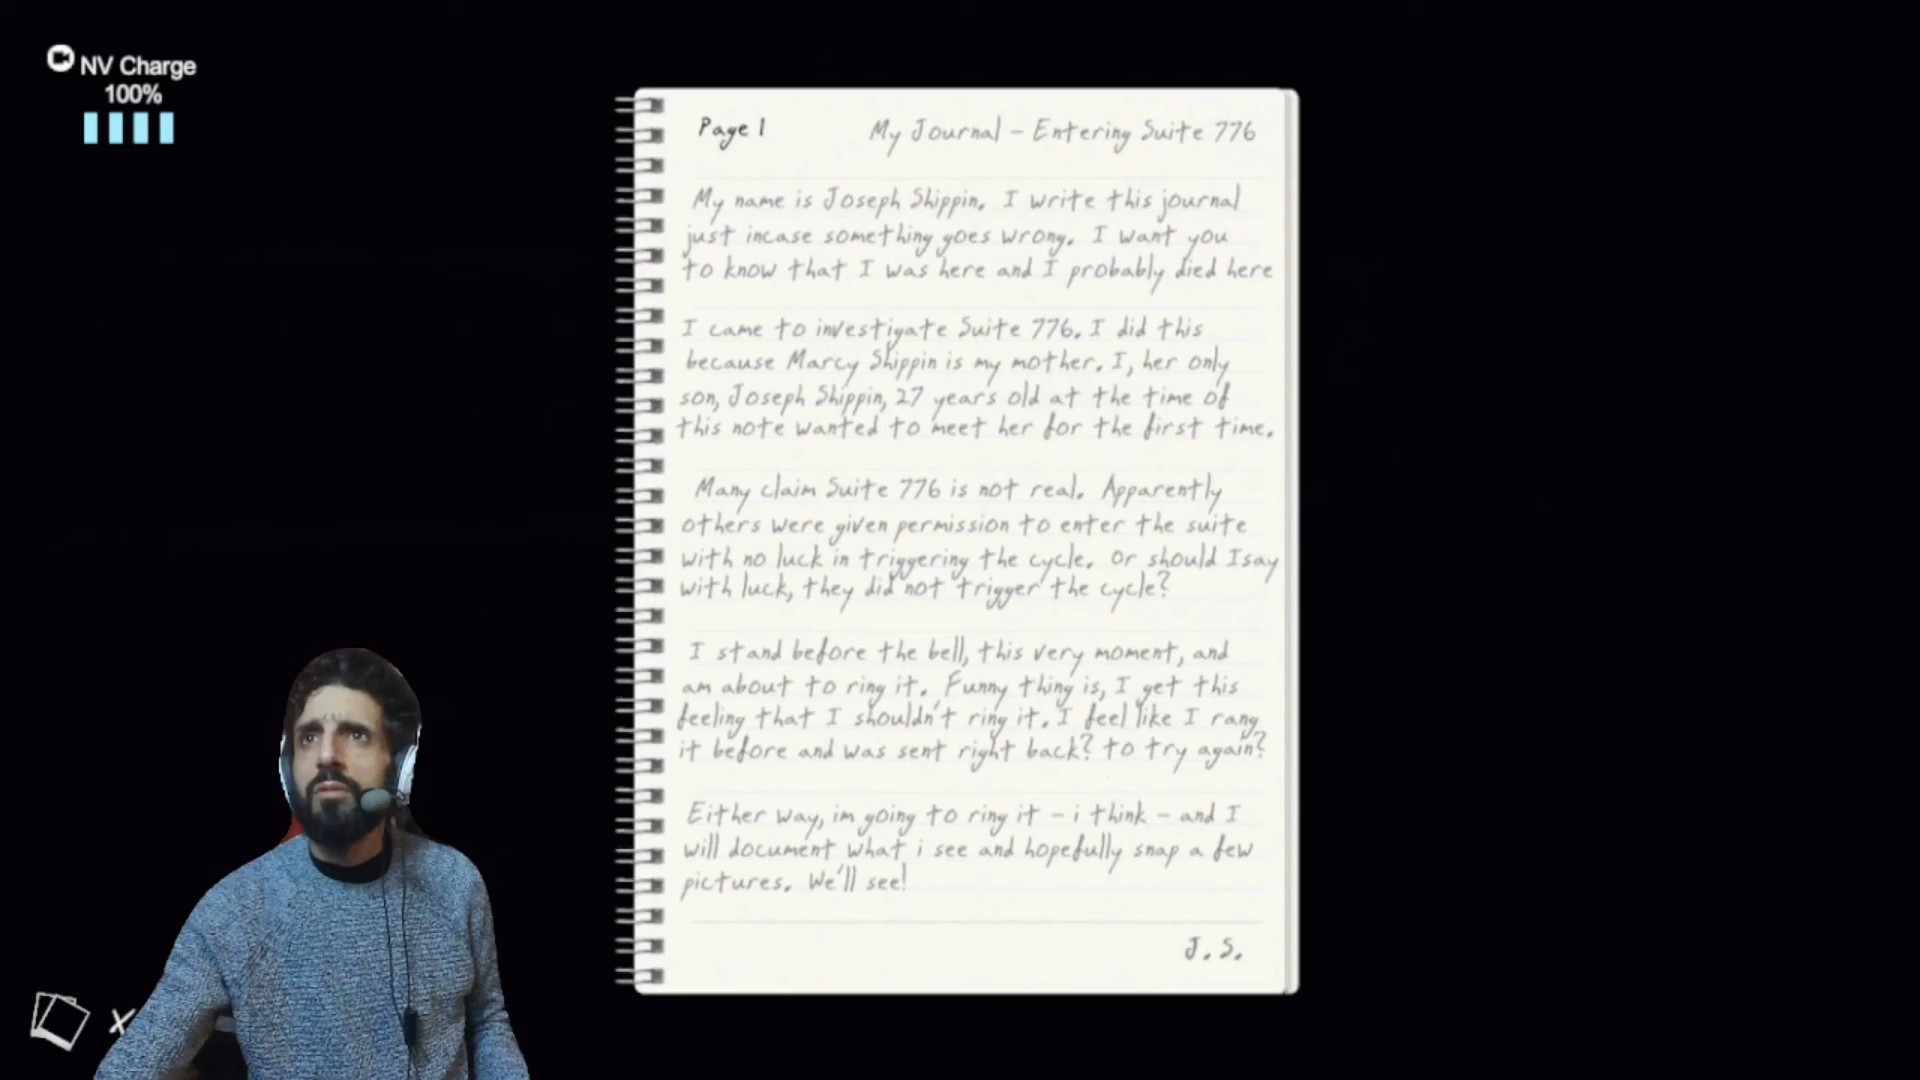 NV Charge
100%
Page 1
My Journal - Entering Suite 776
My name is Joseph Shippin. I write this journal
just incase something goes wrong. I want you
to know that I was here and I probably died here
I came to investigate Suite 776. I did this
because Marcy Shippin is my mother. I, her only
son, Joseph Shippin, 27 years old at the time of
this note wanted to meet her for the first time.
Many claim Suite 776 is not real. Apparently
others were given permission to enter the suite
with no luck in triggering the cycle. Or should I say
with luck, they did not trigger the cycle?
I stand before the bell, this very moment, and
am about to ring it. Funny thing is, I get this
feeling that I shouldn't ring it. I feel like I rang
it before and was sent right back? to try again?
Either way, im going to ring it - i think - and I
will document what i see and hopefully snap a few
pictures. We'll see!
J. S.
X